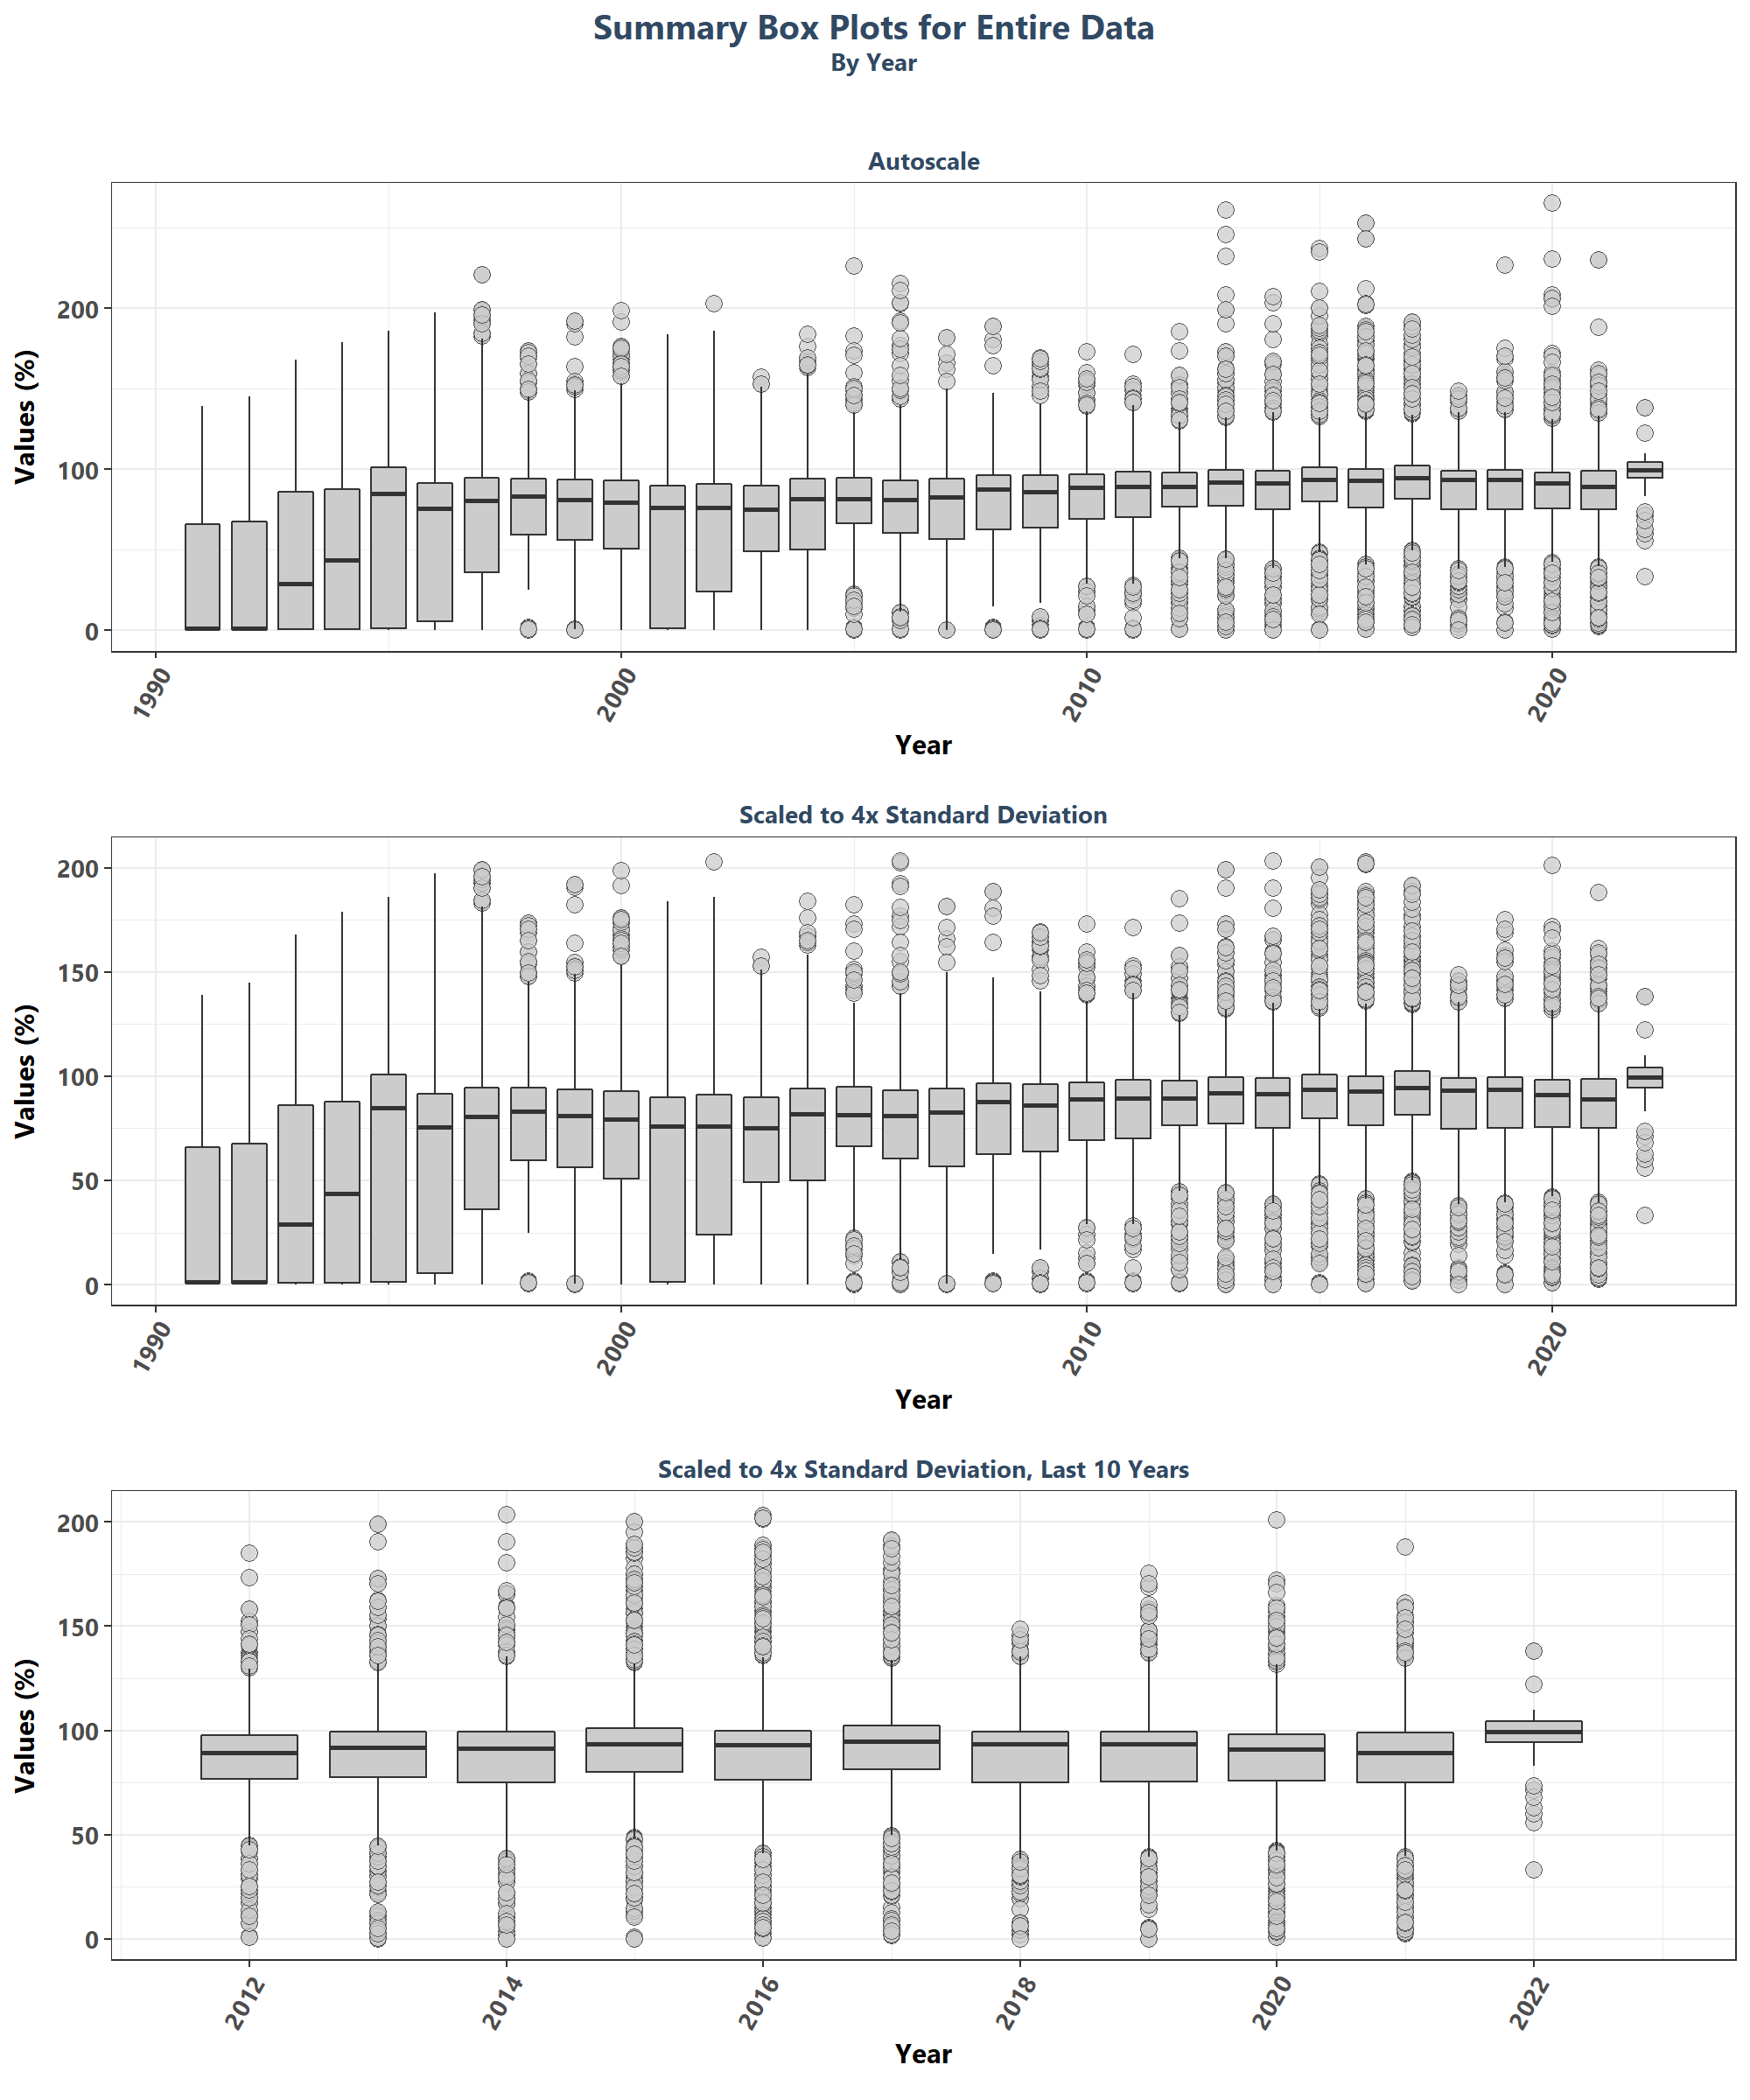 Summary Box Plots for Entire Data
By Year
Autoscale
Values (%)
200
100
0
1990
2000
2010
2020
Year
Scaled to 4x Standard Deviation
Values (%)
200
150
100
50
0
1990
2000
2010
2020
Year
Scaled to 4x Standard Deviation, Last 10 Years
Values (%)
200
150
100
50
0
2012
2014
2016
2018
2020
2022
Year